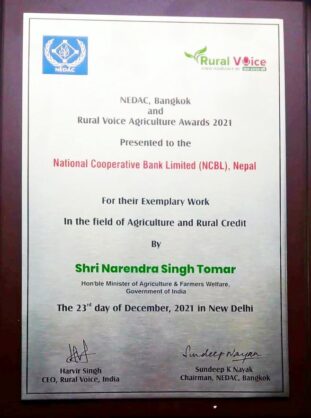 NEDAC
Rural Voice
NEDAC, Bangkok
and
Rural Voice Agriculture Awards 2021
Presented to the
National Cooperative Bank Limited (NCBL), Nepal
For their Exemplary Work
In the field of Agriculture and Rural Credit
By
Shri Narendra Singh Tomar
Hon'ble Minister of Agriculture & Farmers Welfare,
Government of India
The 23rd day of December, 2021 in New Delhi
Sundeep Nayak
Harvir Singh
CEO, Rural Voice, India
Sundeep K Nayak
Chairman, NEDAC, Bangkok